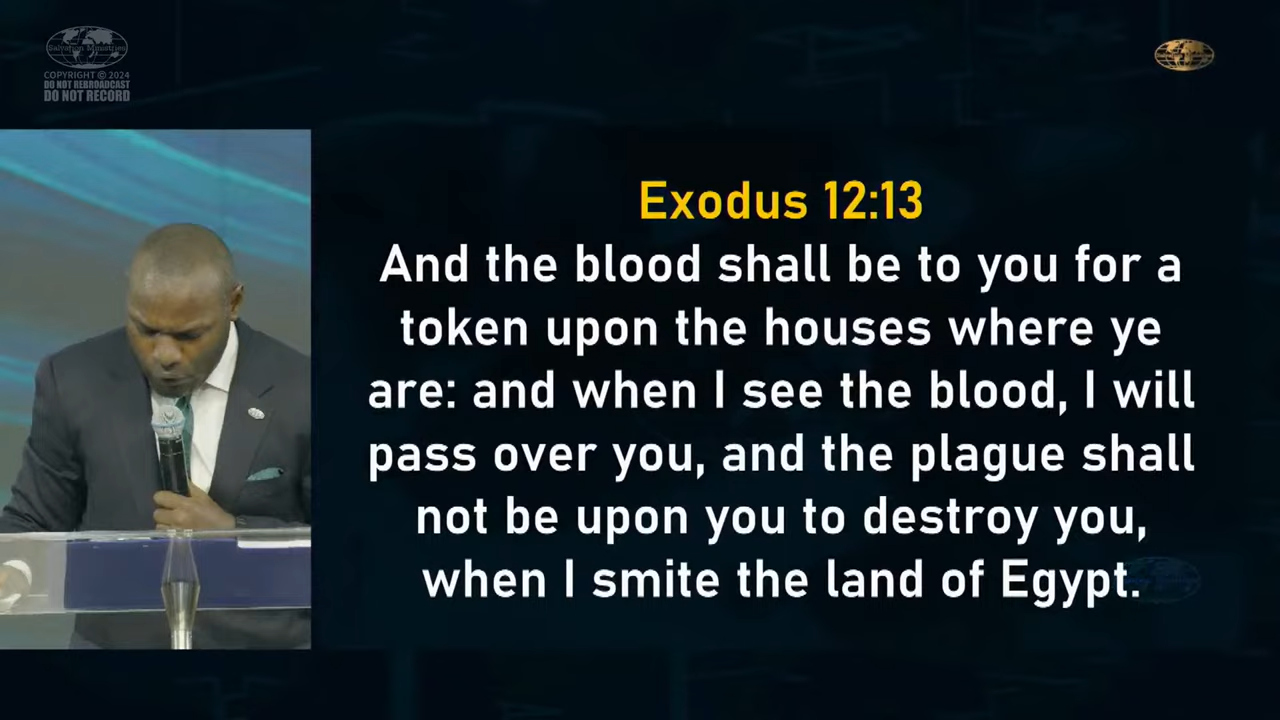 Salvation Ministries
COPYRIGHT © 2024
DO NOT REBROADCAST
DO NOT RECORD
Exodus 12:13
And the blood shall be to you for a
token upon the houses where ye
are: and when I see the blood, I will
pass over you, and the plague shall
not be upon you to destroy you,
when I smite the land of Egypt.